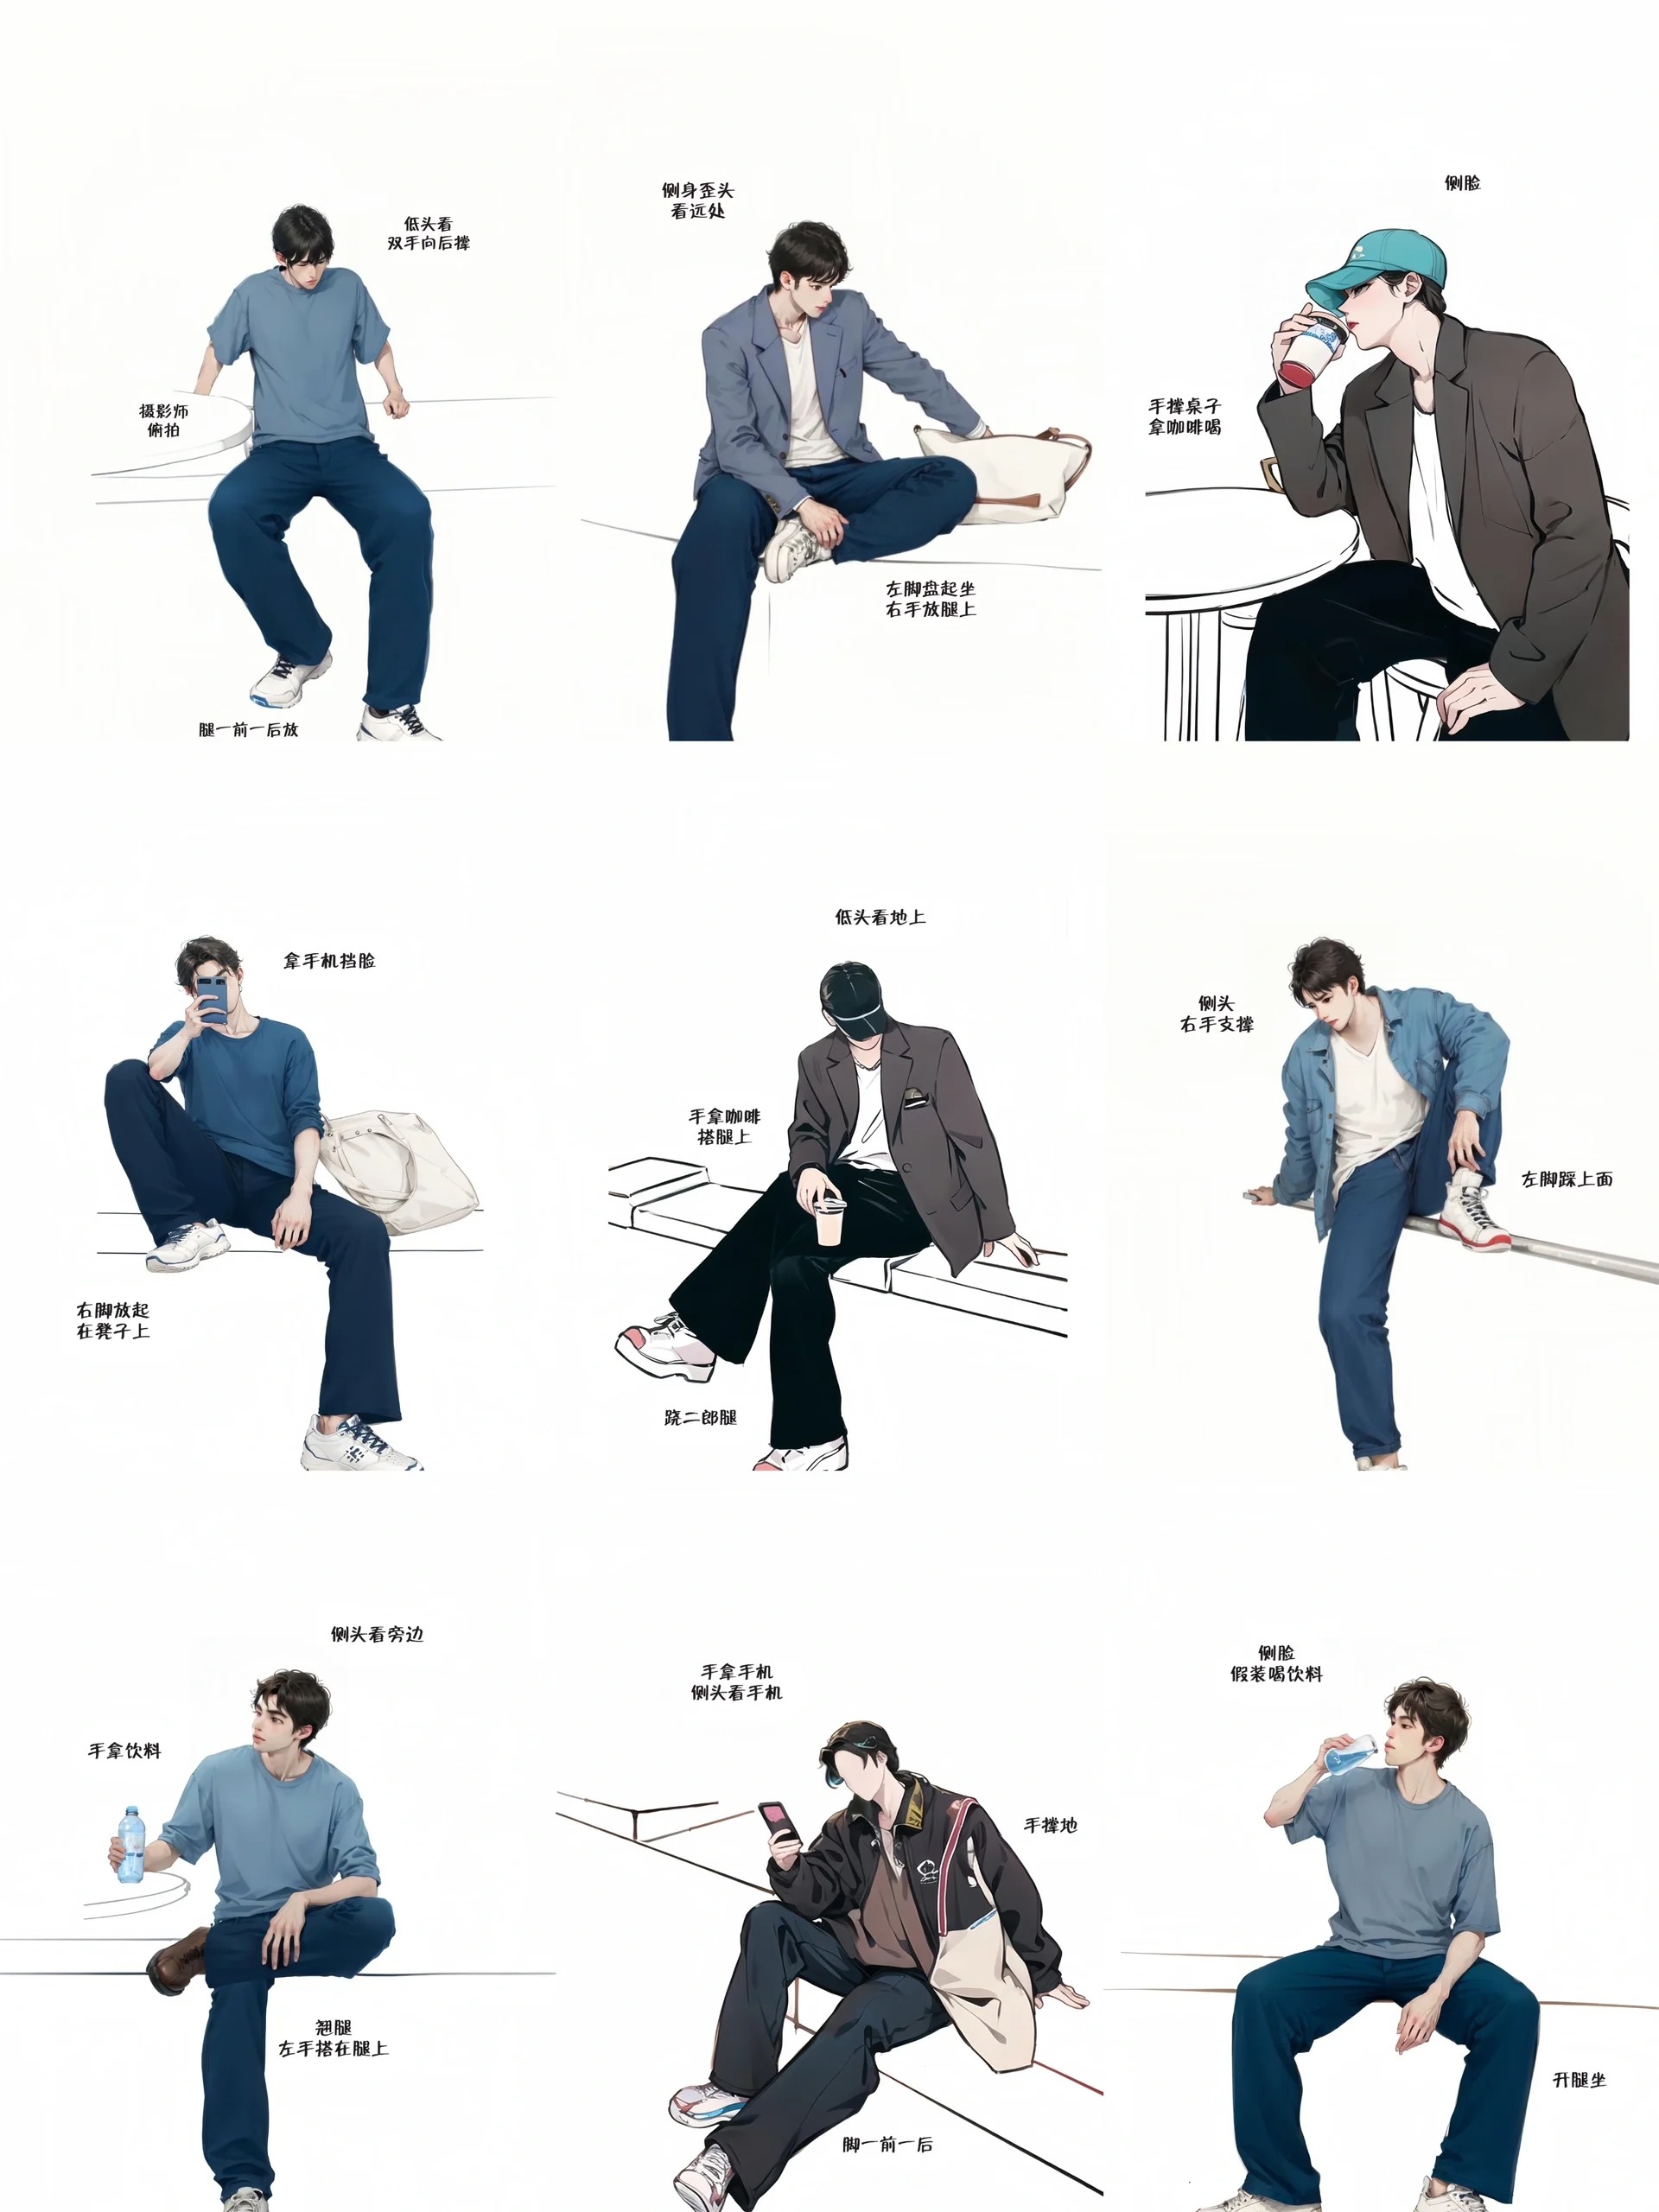 低头看
双手向后撑
摄影师
俯拍
腿一前一后放
侧身歪头
看远处
左脚盘起坐
右手放腿上
侧脸
手撑桌子
拿咖啡喝
拿手机挡脸
右脚放起
在凳子上
低头看地上
手拿咖啡
搭腿上
跷二郎腿
侧头
右手支撑
左脚踩上面
侧头看旁边
手拿饮料
翘腿
左手搭在腿上
手拿手机
侧头看手机
手撑地
脚一前一后
侧脸
假装喝饮料
开腿坐